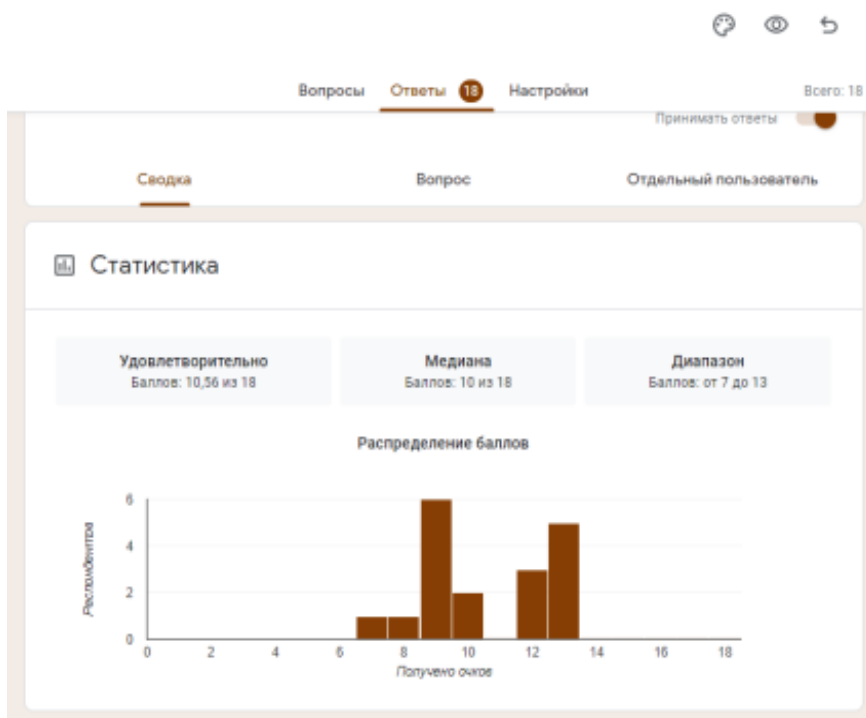 Вопросы Ответы 18 Настройки Всего: 18
Принимать ответы
Сводка Вопрос Отдельный пользователь
Статистика
Удовлетворительно Медиана Диапазон
Баллов: 10,56 из 18 Баллов: 10 из 18 Баллов: от 7 до 13
Распределение баллов
Респондентов
6
4
2
0
0 2 4 6 8 10 12 14 16 18
Получено очков